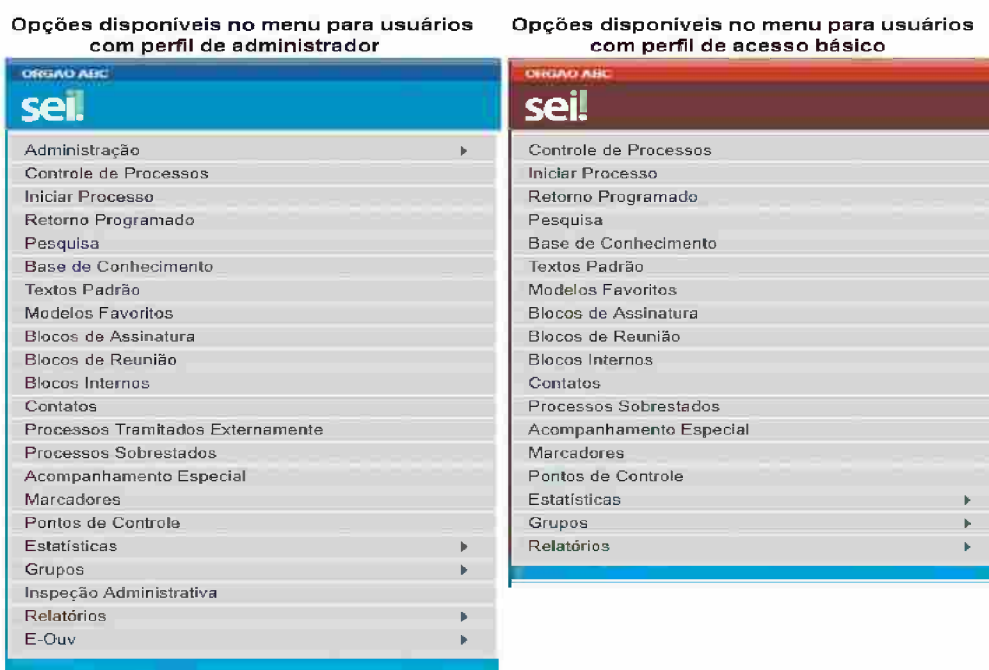 Opções disponíveis no menu para usuários
com perfil de administrador
ORGAO ABC
sei!
Administração
Controle de Processos
Iniciar Processo
Retorno Programado
Pesquisa
Base de Conhecimento
Textos Padrão
Modelos Favoritos
Blocos de Assinatura
Blocos de Reunião
Blocos Internos
Contatos
Processos Tramitados Externamente
Processos Sobrestados
Acompanhamento Especial
Marcadores
Pontos de Controle
Estatísticas
Grupos
Inspeção Administrativa
Relatórios
E-Ouv
Opções disponíveis no menu para usuários
com perfil de acesso básico
ORGAO ABC
sei!
Controle de Processos
Iniciar Processo
Retorno Programado
Pesquisa
Base de Conhecimento
Textos Padrão
Modelos Favoritos
Blocos de Assinatura
Blocos de Reunião
Blocos Internos
Contatos
Processos Sobrestados
Acompanhamento Especial
Marcadores
Pontos de Controle
Estatísticas
Grupos
Relatórios